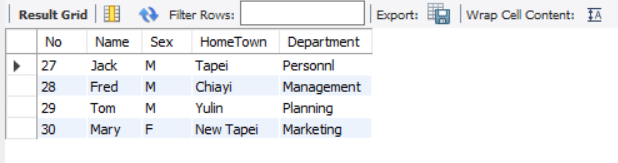 Result Grid Filter Rows: Export: Wrap Cell Content: IA
No Name Sex HomeTown Department
27 Jack M Tapei Personnl
28 Fred M Chiayi Management
29 Tom M Yulin Planning
30 Mary F New Tapei Marketing